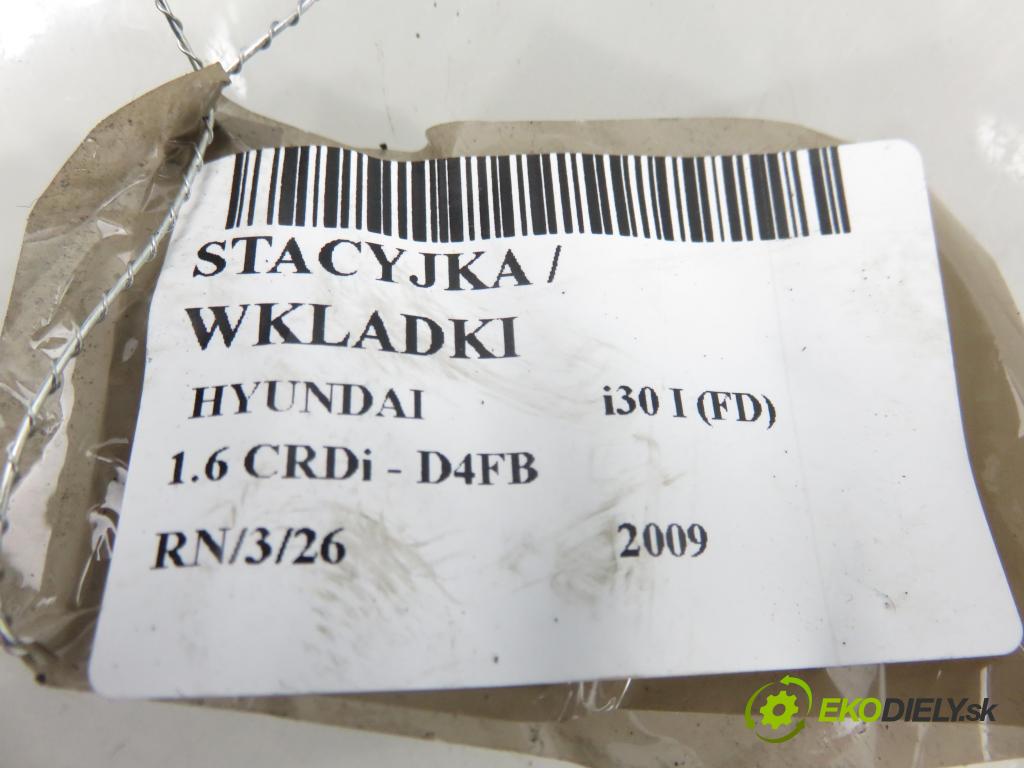 STACYJKA /
WKLADKI
HYUNDAI i30 I (FD)
1.6 CRDi - D4FB
RN/3/26 2009
EKODIELY.sk